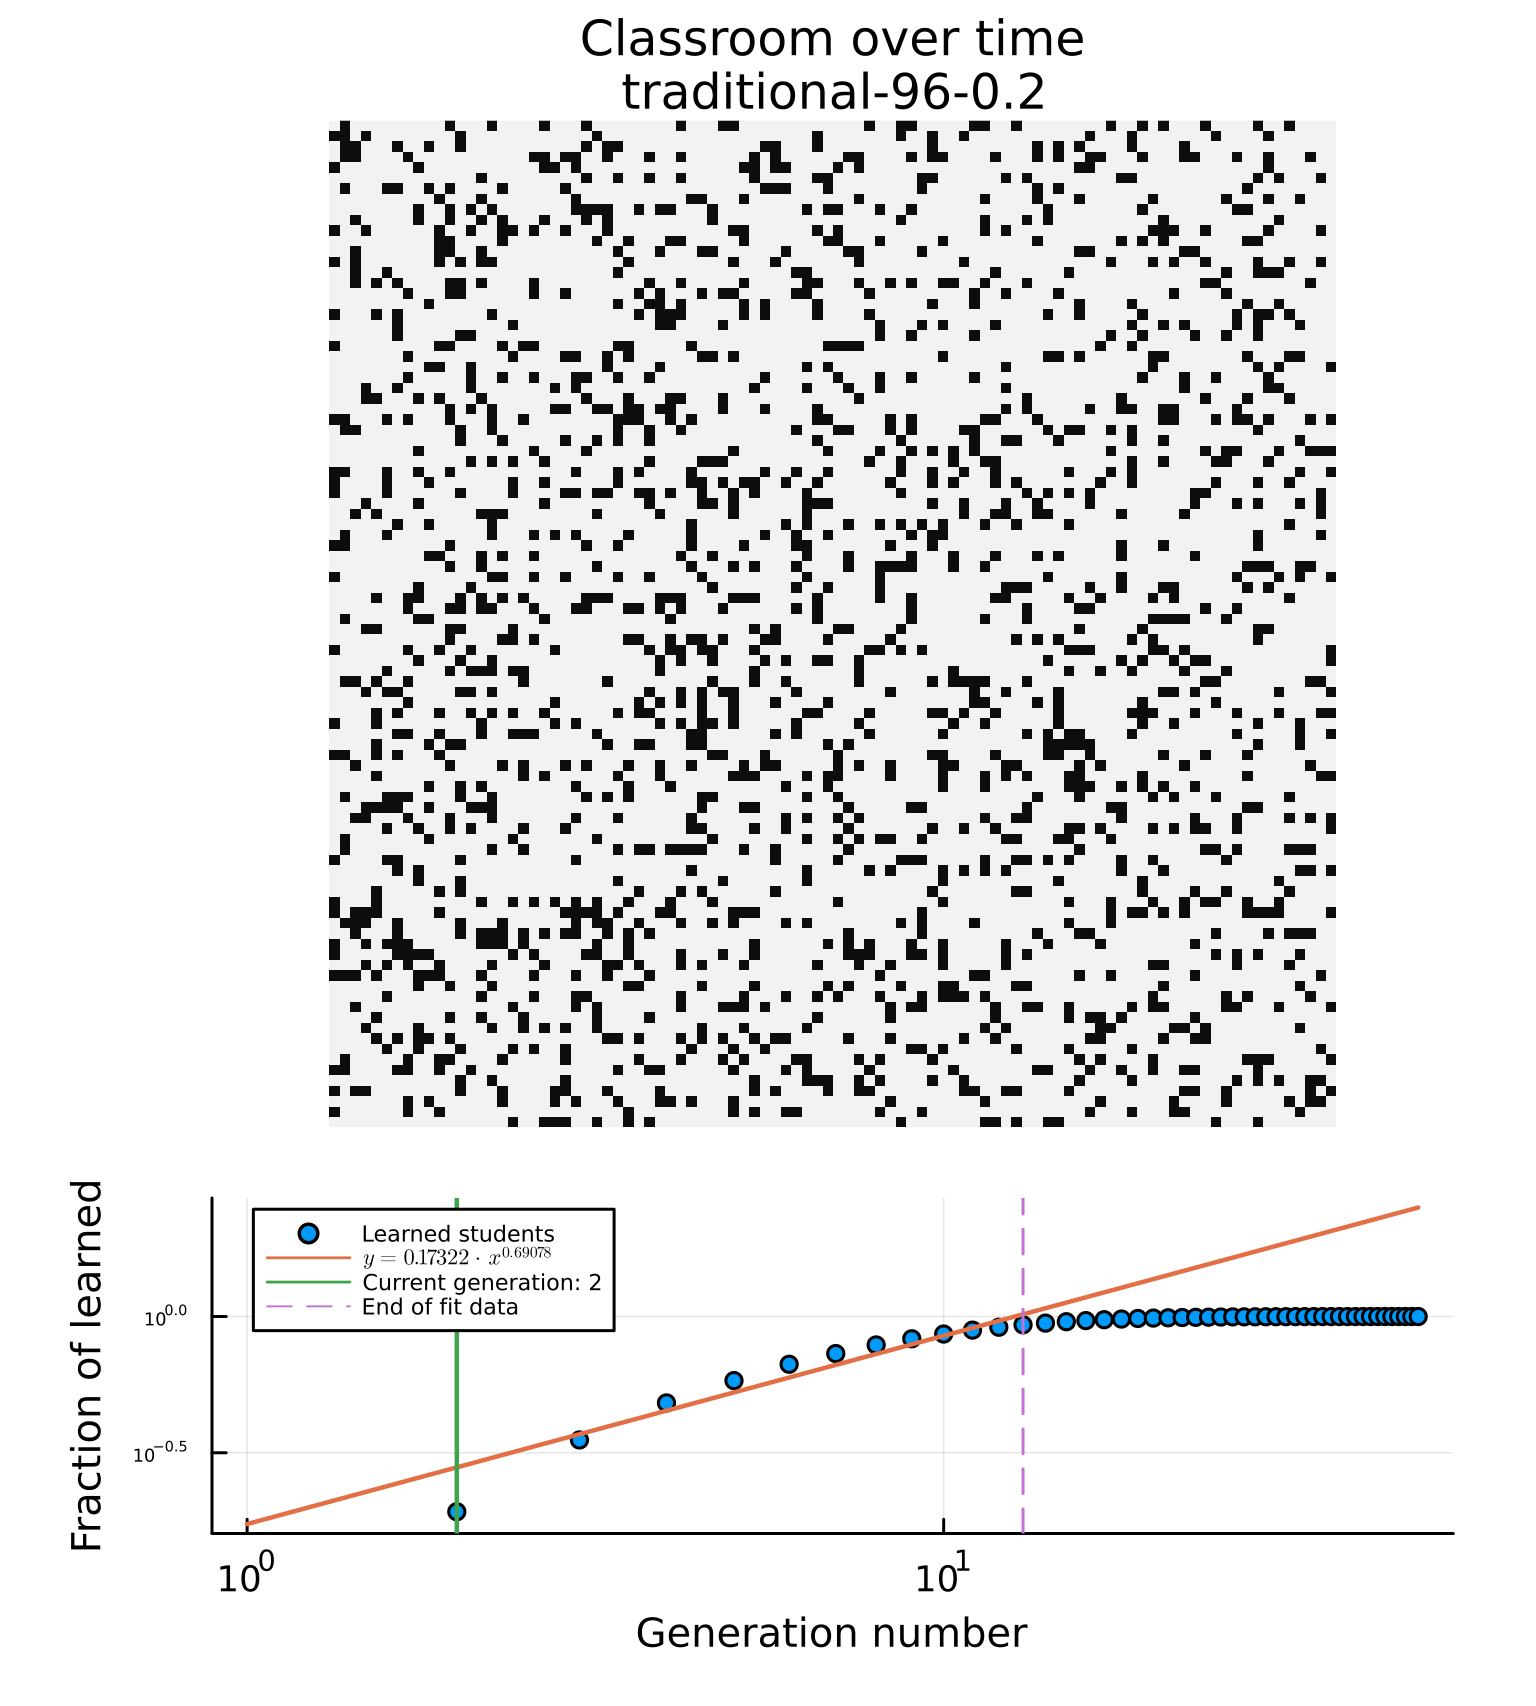 Classroom over time
traditional-96-0.2
Fraction of learned
Learned students
y = 0.17322 · x^0.69078
Current generation: 2
End of fit data
10^0.0
10^−0.5
10^0
10^1
Generation number